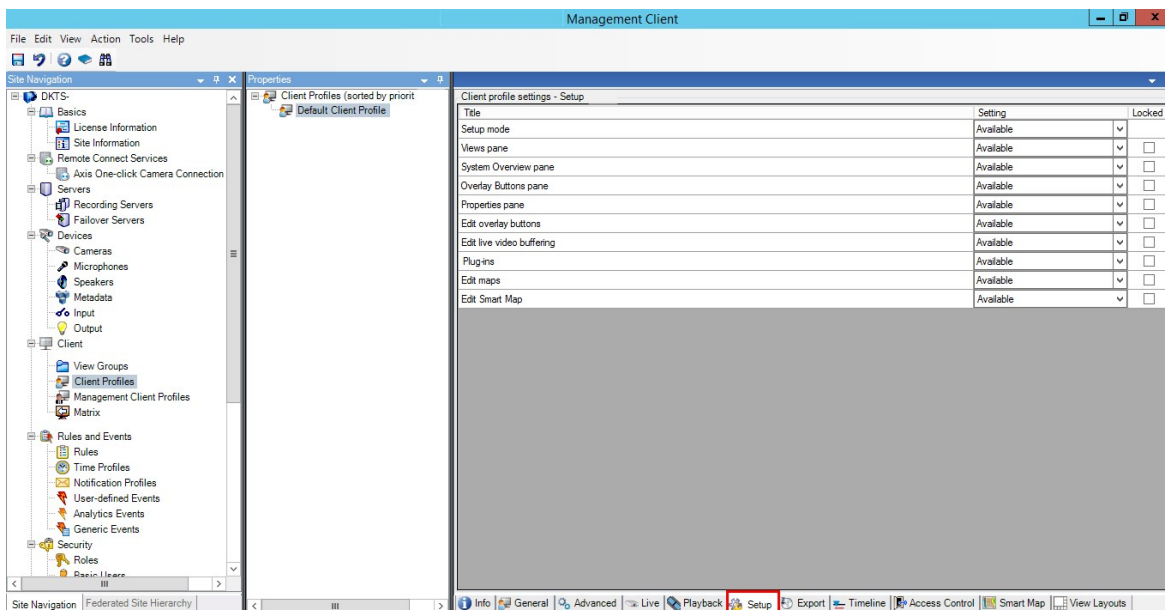 Management Client
File Edit View Action Tools Help
Site Navigation
DKTS-
Basics
License Information
Site Information
Remote Connect Services
Axis One-click Camera Connection
Servers
Recording Servers
Failover Servers
Devices
Cameras
Microphones
Speakers
Metadata
Input
Output
Client
View Groups
Client Profiles
Management Client Profiles
Matrix
Rules and Events
Rules
Time Profiles
Notification Profiles
User-defined Events
Analytics Events
Generic Events
Security
Roles
Basic Users
Site Navigation Federated Site Hierarchy
Properties
Client Profiles (sorted by priorit
Default Client Profile
Client profile settings - Setup
Title Setting Locked
Setup mode Available
Views pane Available
System Overview pane Available
Overlay Buttons pane Available
Properties pane Available
Edit overlay buttons Available
Edit live video buffering Available
Plug-ins Available
Edit maps Available
Edit Smart Map Available
Info General Advanced Live Playback Setup Export Timeline Access Control Smart Map View Layouts